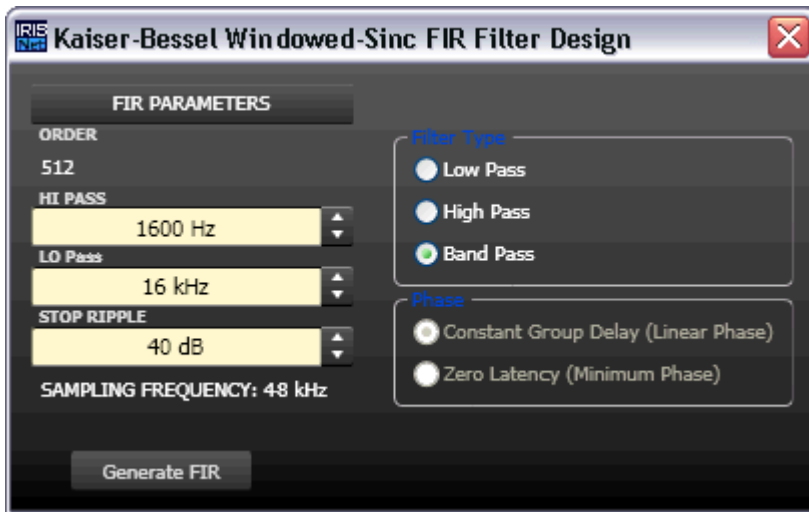 IRIS
Net
Kaiser-Bessel Windowed-Sinc FIR Filter Design
FIR PARAMETERS
ORDER
512
HI PASS
1600 Hz
LO Pass
16 kHz
STOP RIPPLE
40 dB
SAMPLING FREQUENCY: 48 kHz
Generate FIR
Filter Type
Low Pass
High Pass
Band Pass
Phase
Constant Group Delay (Linear Phase)
Zero Latency (Minimum Phase)